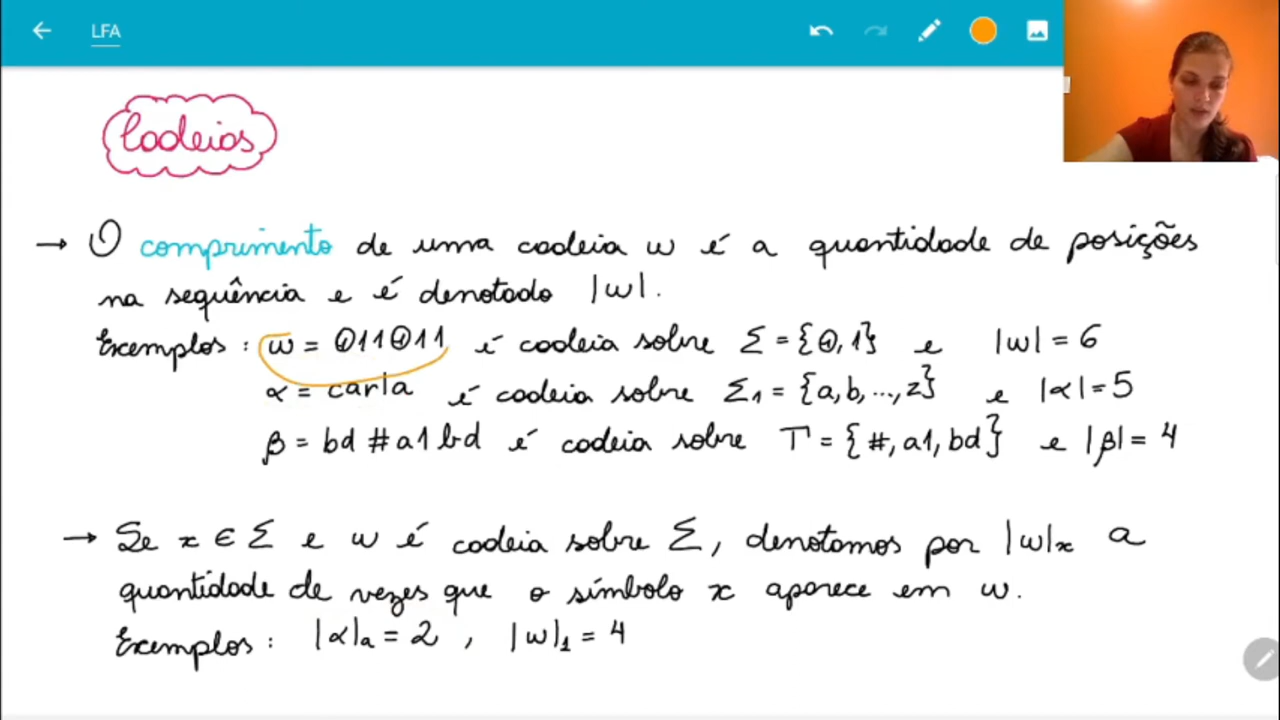 LFA
Cadeias
→ O comprimento de uma cadeia w é a quantidade de posições
na sequência e é denotado |w|.
Exemplos: w = 011011 é cadeia sobre Σ = {0,1} e |w| = 6
α = carla é cadeia sobre Σ₁ = {a,b,...,z} e |α| = 5
β = bd#a1bd é cadeia sobre Γ = {#, a1, bd} e |β| = 4
→ Se x ∈ Σ e w é cadeia sobre Σ, denotamos por |w|ₓ a
quantidade de vezes que o símbolo x aparece em w.
Exemplos: |α|ₐ = 2, |w|₁ = 4